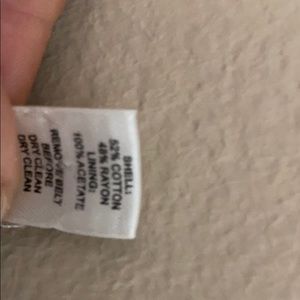 SHELL:
52% COTTON
48% RAYON
LINING:
100% ACETATE
REMOVE BELT
BEFORE
DRY CLEAN
DRY CLEAN